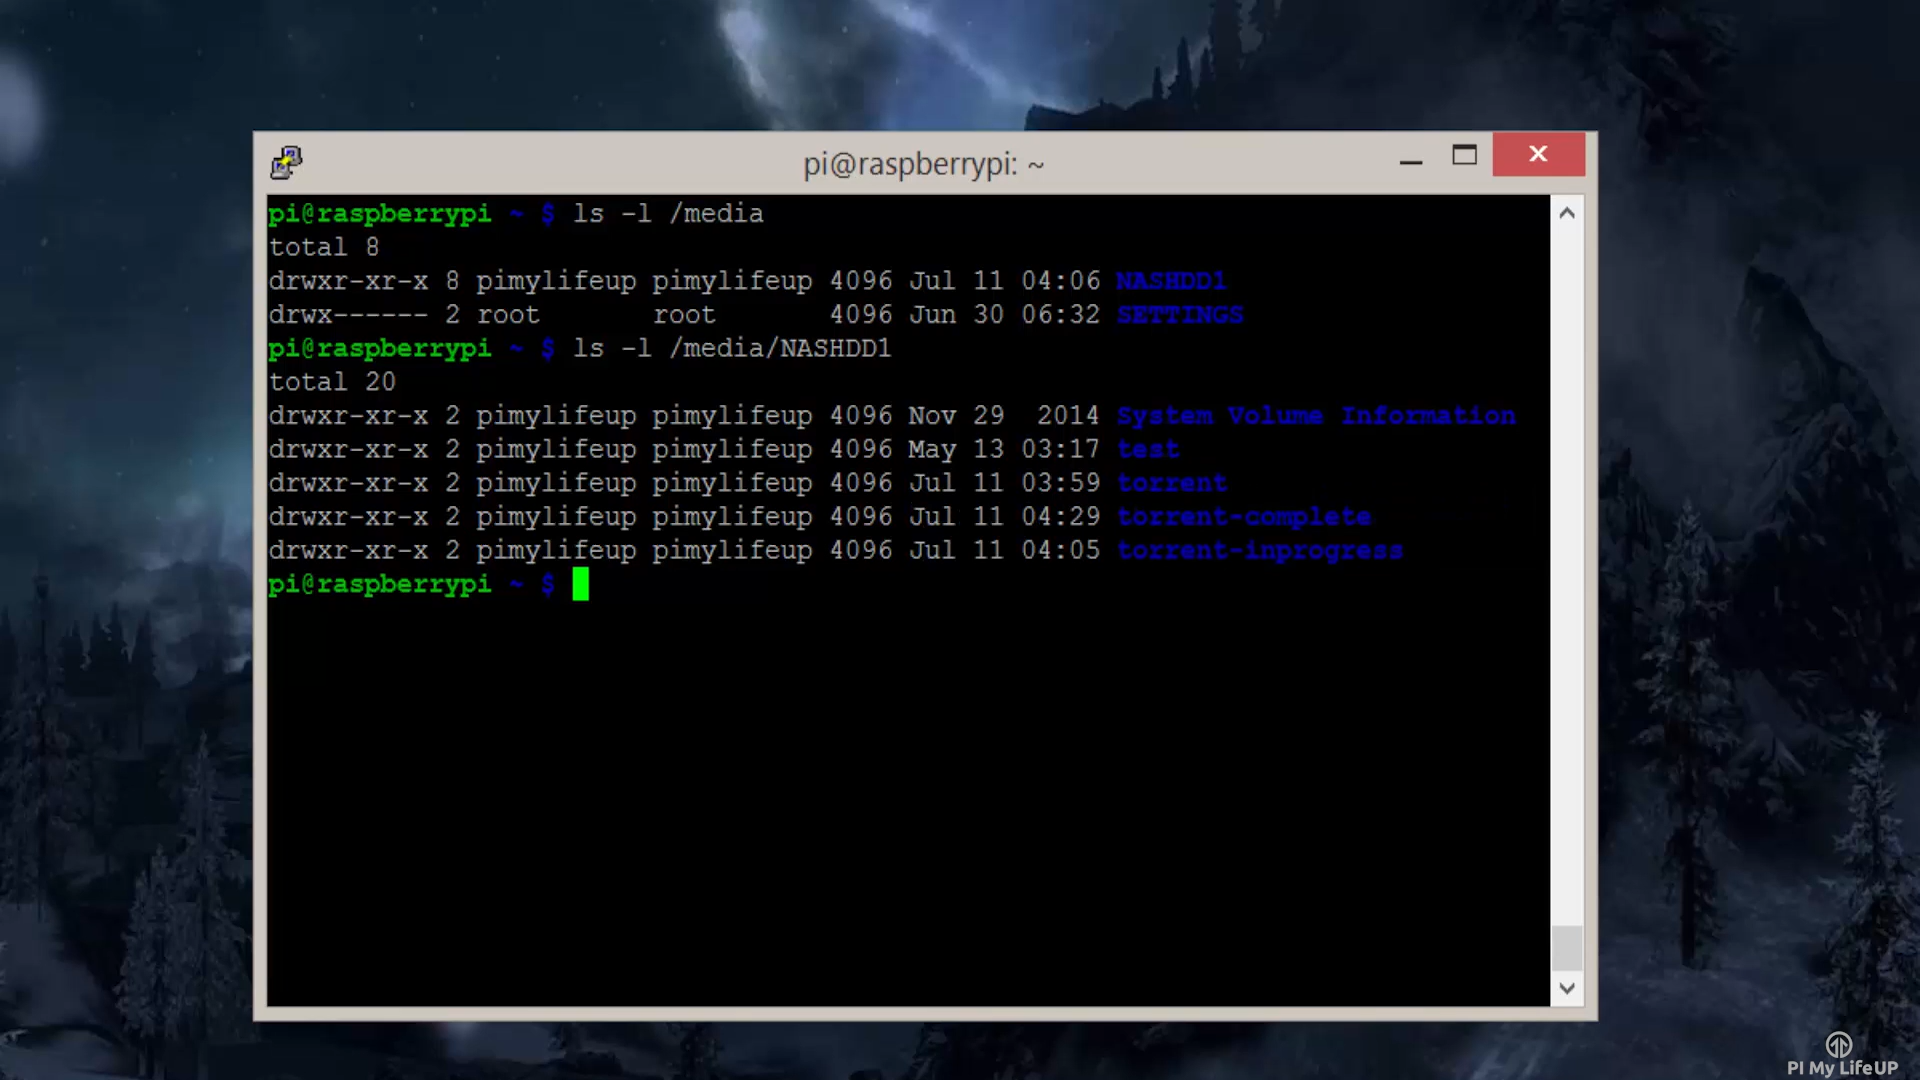 pi@raspberrypi: ~
pi@raspberrypi ~ $ ls -l /media
total 8
drwxr-xr-x 8 pimylifeup pimylifeup 4096 Jul 11 04:06 NASHDD1
drwx------ 2 root       root       4096 Jun 30 06:32 SETTINGS
pi@raspberrypi ~ $ ls -l /media/NASHDD1
total 20
drwxr-xr-x 2 pimylifeup pimylifeup 4096 Nov 29  2014 System Volume Information
drwxr-xr-x 2 pimylifeup pimylifeup 4096 May 13 03:17 test
drwxr-xr-x 2 pimylifeup pimylifeup 4096 Jul 11 03:59 torrent
drwxr-xr-x 2 pimylifeup pimylifeup 4096 Jul 11 04:29 torrent-complete
drwxr-xr-x 2 pimylifeup pimylifeup 4096 Jul 11 04:05 torrent-inprogress
pi@raspberrypi ~ $
PI My LifeUP